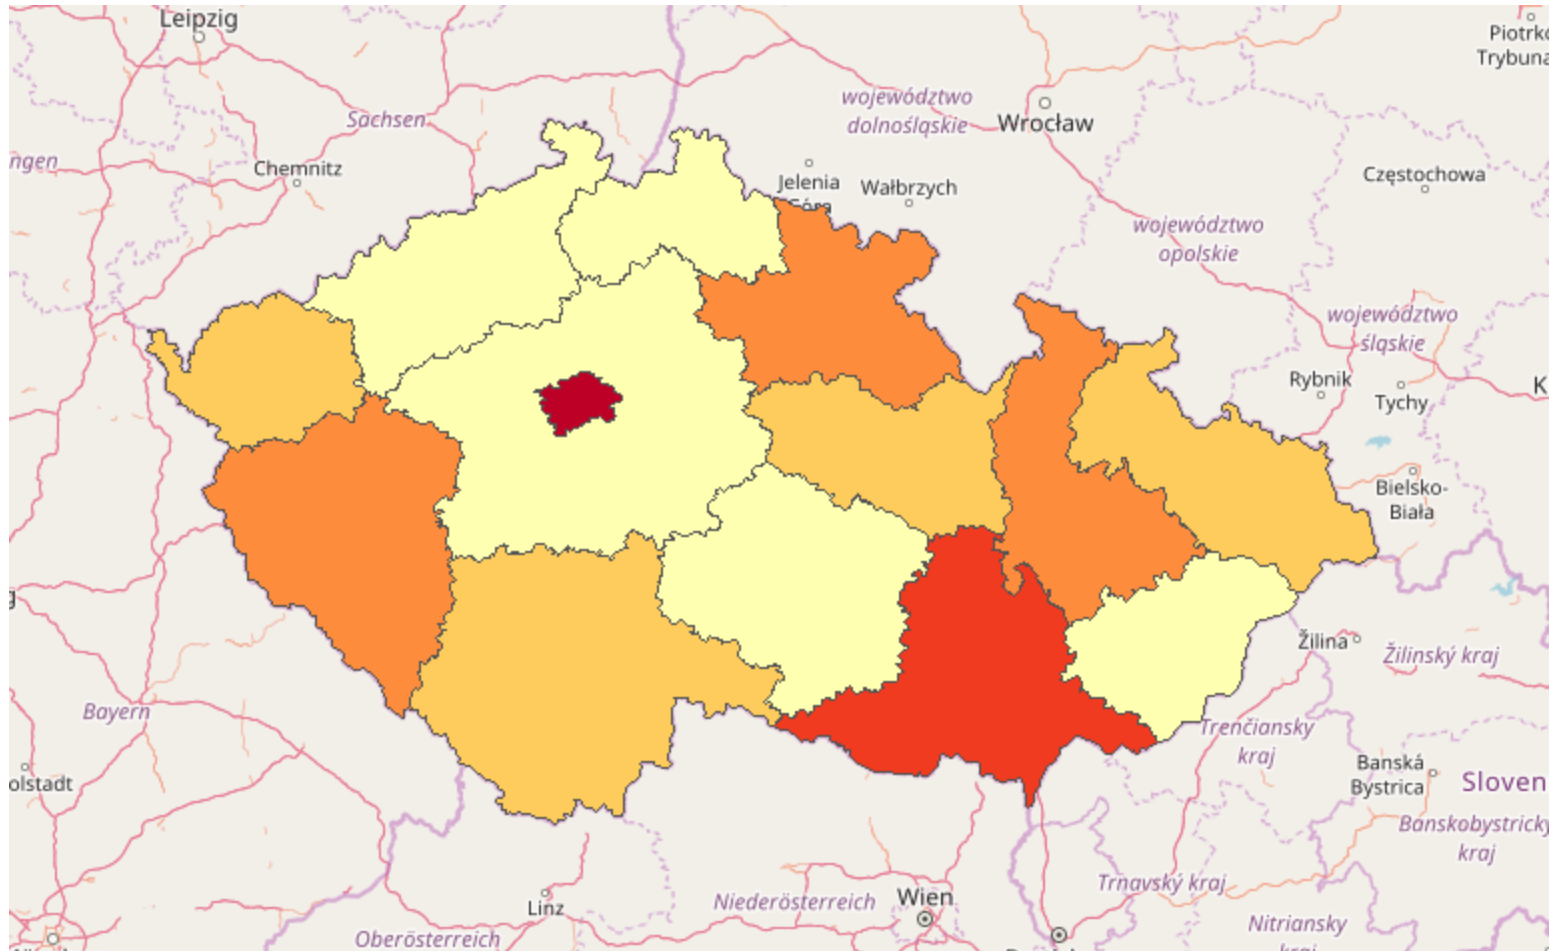 Leipzig
Piotrk
Trybuna
województwo
dolnośląskie
Wrocław
Sachsen
ngen
Chemnitz
Jelenia
Góra
Wałbrzych
Częstochowa
województwo
opolskie
województwo
śląskie
Rybnik
Tychy
K
Bielsko-
Biała
g
Žilina
Žilinský kraj
Bayern
Trenčiansky
kraj
olstadt
Banská
Bystrica
Sloven
Banskobystrický
kraj
Trnavský kraj
Wien
Niederösterreich
Linz
Nitriansky
kraj
Oberösterreich